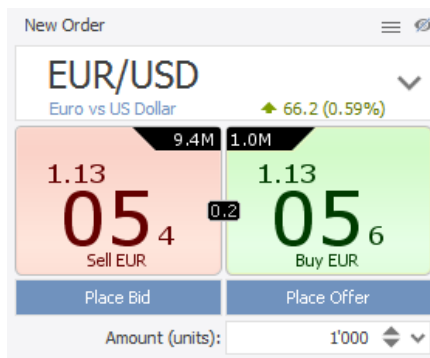 New Order
EUR/USD
Euro vs US Dollar 66.2 (0.59%)
9.4M 1.0M
1.13 1.13
05 4 0.2 05 6
Sell EUR Buy EUR
Place Bid Place Offer
Amount (units): 1'000